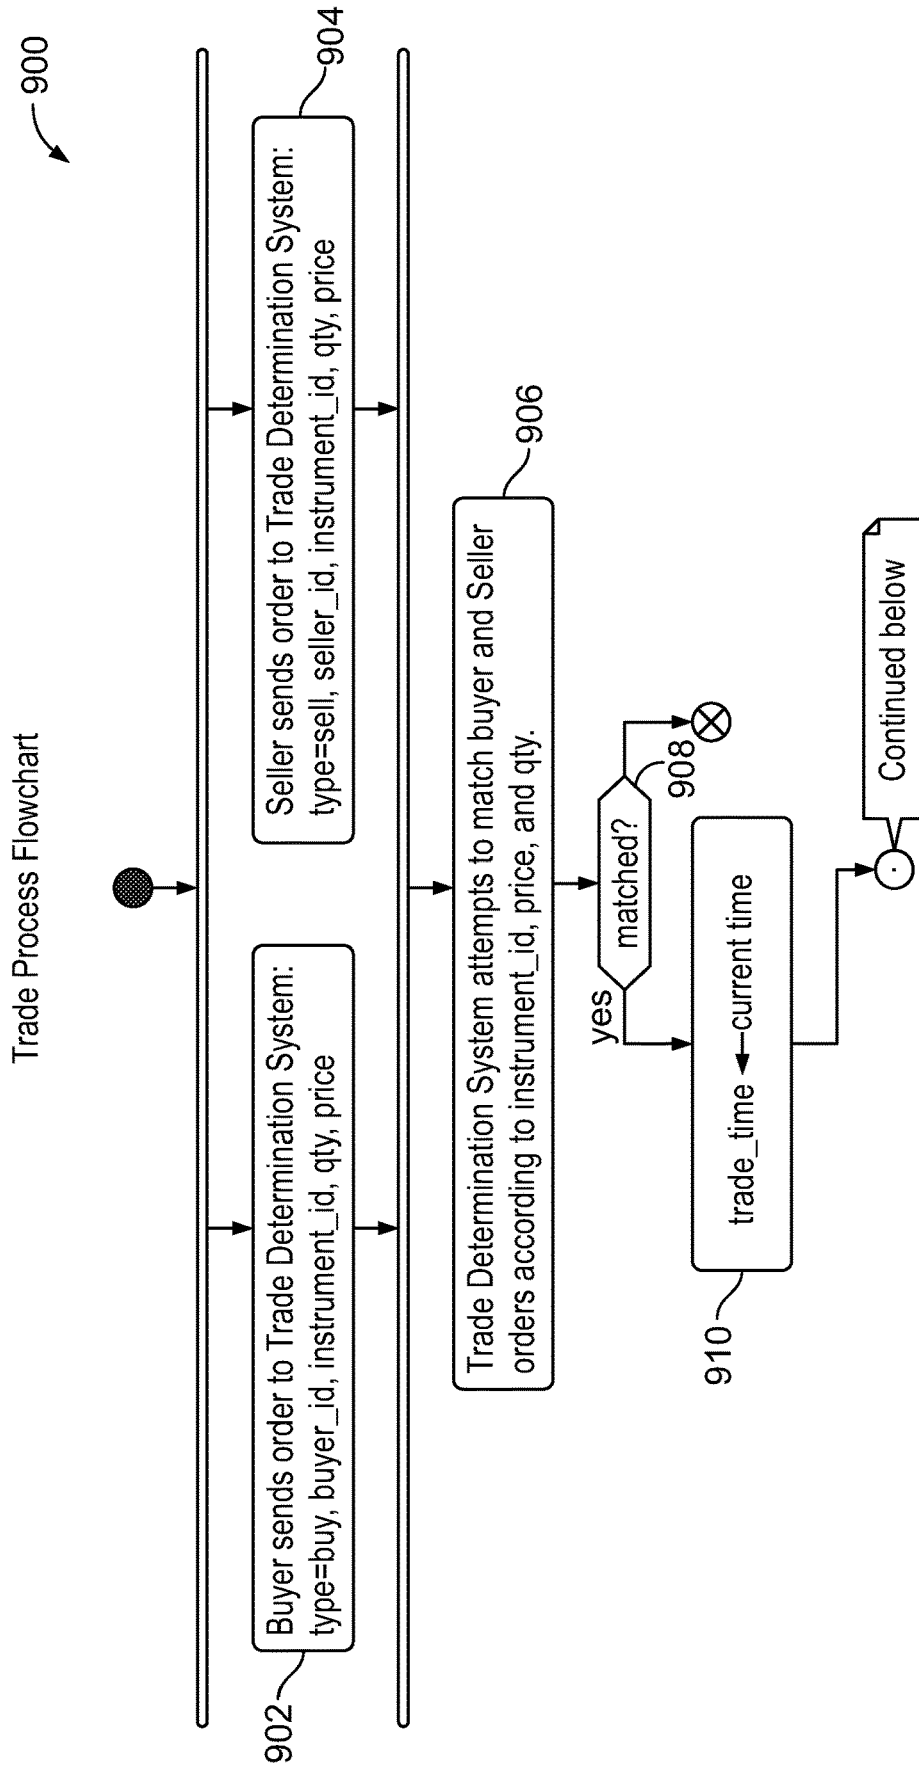 Trade Process Flowchart
900
Buyer sends order to Trade Determination System:
type=buy, buyer_id, instrument_id, qty, price
902
Seller sends order to Trade Determination System:
type=sell, seller_id, instrument_id, qty, price
904
Trade Determination System attempts to match buyer and Seller
orders according to instrument_id, price, and qty.
906
yes
matched?
908
trade_time current time
910
Continued below